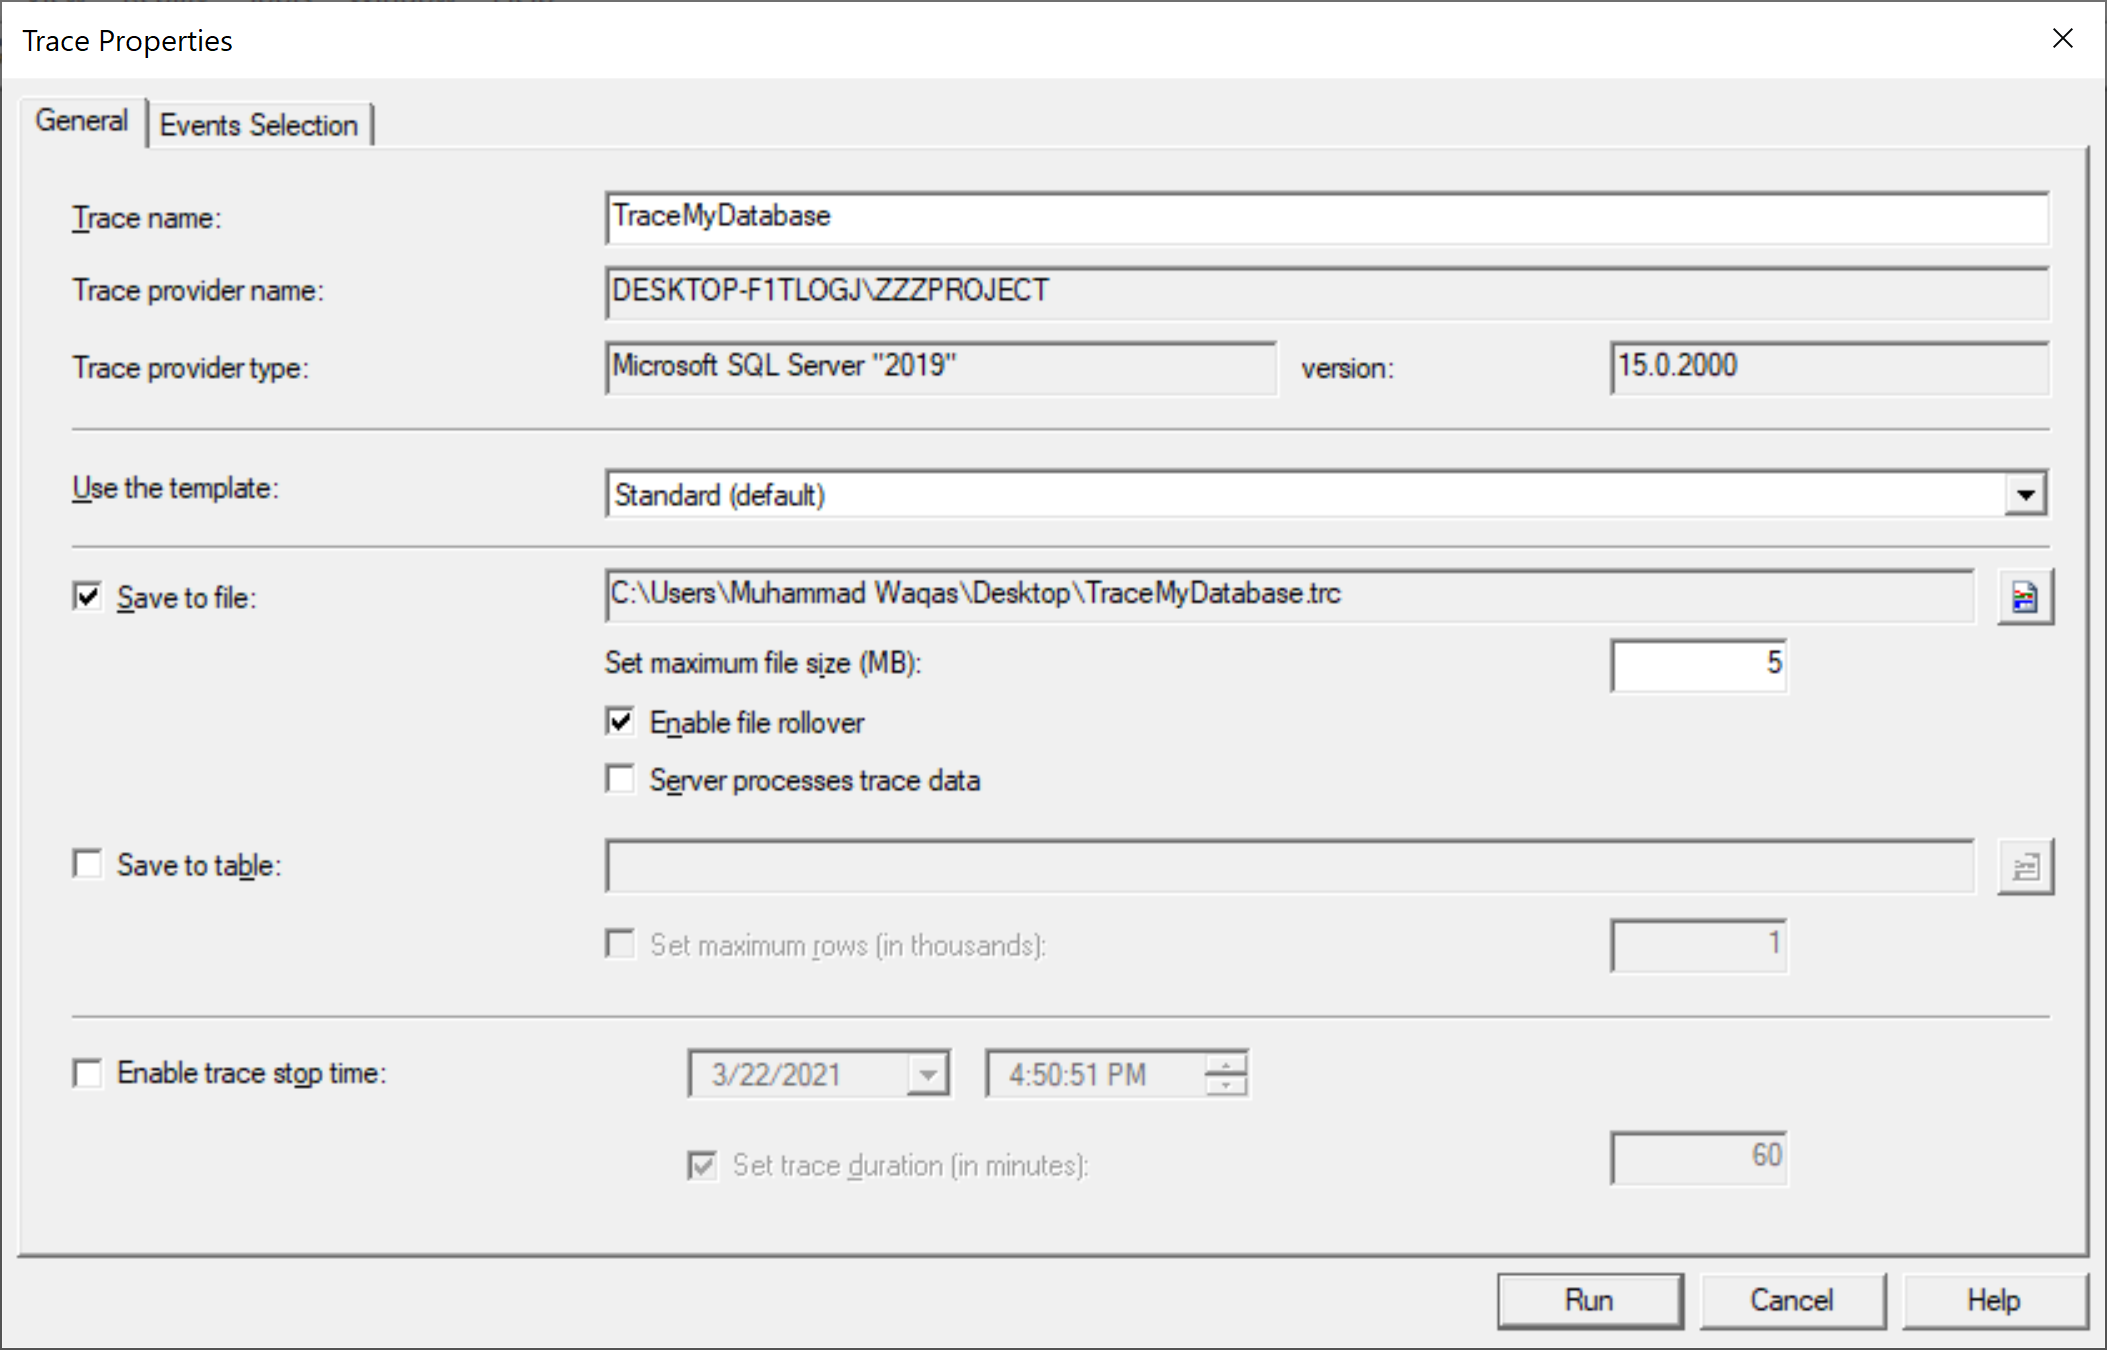 Trace Properties
General Events Selection
Trace name: TraceMyDatabase
Trace provider name: DESKTOP-F1TLOGJ\ZZZPROJECT
Trace provider type: Microsoft SQL Server "2019" version: 15.0.2000
Use the template: Standard (default)
Save to file: C:\Users\Muhammad Waqas\Desktop\TraceMyDatabase.trc
Set maximum file size (MB): 5
Enable file rollover
Server processes trace data
Save to table:
Set maximum rows (in thousands): 1
Enable trace stop time: 3/22/2021 4:50:51 PM
Set trace duration (in minutes): 60
Run Cancel Help